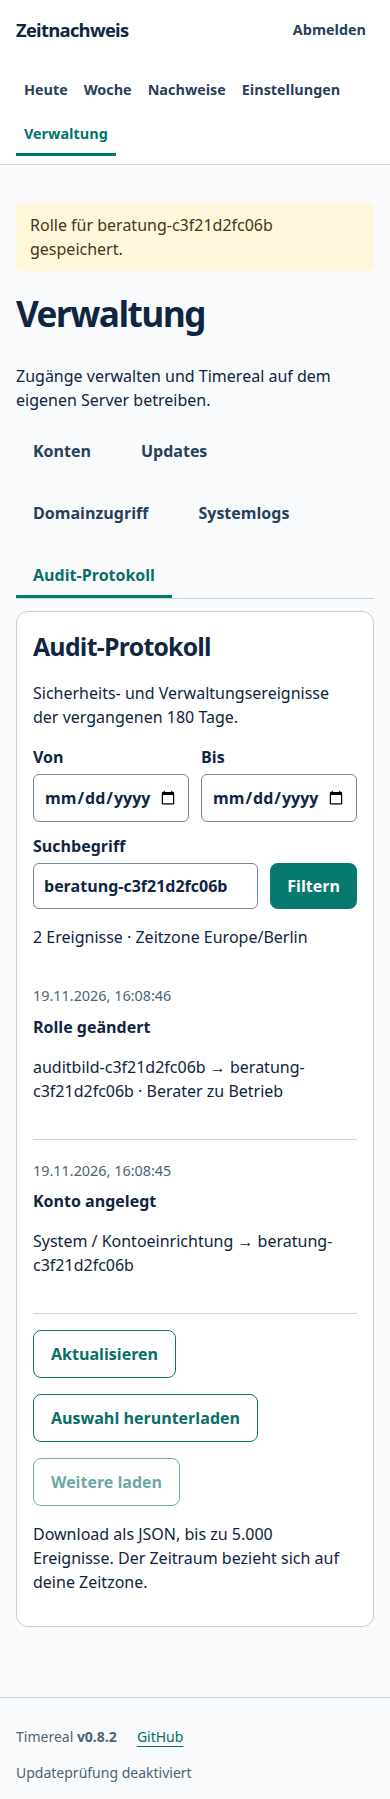 Zeitnachweis
Abmelden
Heute Woche Nachweise Einstellungen
Verwaltung
Rolle für beratung-c3f21d2fc06b
gespeichert.
Verwaltung
Zugänge verwalten und Timereal auf dem
eigenen Server betreiben.
Konten Updates
Domainzugriff Systemlogs
Audit-Protokoll
Audit-Protokoll
Sicherheits- und Verwaltungsereignisse
der vergangenen 180 Tage.
Von Bis
mm/dd/yyyy mm/dd/yyyy
Suchbegriff
beratung-c3f21d2fc06b Filtern
2 Ereignisse · Zeitzone Europe/Berlin
19.11.2026, 16:08:46
Rolle geändert
auditbild-c3f21d2fc06b → beratung-
c3f21d2fc06b · Berater zu Betrieb
19.11.2026, 16:08:45
Konto angelegt
System / Kontoeinrichtung → beratung-
c3f21d2fc06b
Aktualisieren
Auswahl herunterladen
Weitere laden
Download als JSON, bis zu 5.000
Ereignisse. Der Zeitraum bezieht sich auf
deine Zeitzone.
Timereal v0.8.2 GitHub
Updateprüfung deaktiviert